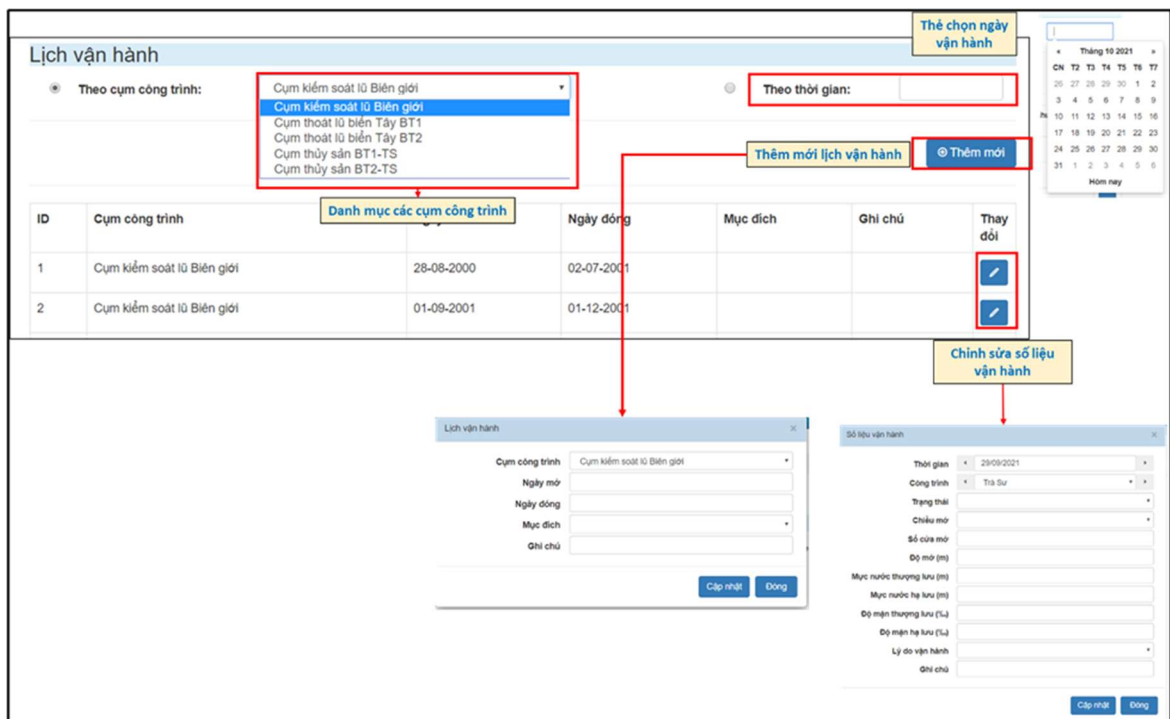 Thẻ chọn ngày
vận hành
Lịch vận hành
Theo cụm công trình:
Cụm kiểm soát lũ Biên giới
Cụm kiểm soát lũ Biên giới
Cụm thoát lũ biển Tây BT1
Cụm thoát lũ biển Tây BT2
Cụm thủy sản BT1-TS
Cụm thủy sản BT2-TS
Theo thời gian:
« Tháng 10 2021 »
CN T2 T3 T4 T5 T6 T7
26 27 28 29 30 1 2
3 4 5 6 7 8 9
10 11 12 13 14 15 16
17 18 19 20 21 22 23
24 25 26 27 28 29 30
31 1 2 3 4 5 6
Hôm nay
Thêm mới lịch vận hành
Thêm mới
Danh mục các cụm công trình
ID Cụm công trình Ngày đóng Mục đích Ghi chú Thay
đổi
1 Cụm kiểm soát lũ Biên giới 28-08-2000 02-07-2001
2 Cụm kiểm soát lũ Biên giới 01-09-2001 01-12-2001
Chỉnh sửa số liệu
vận hành
Lịch vận hành ×
Cụm công trình Cụm kiểm soát lũ Biên giới
Ngày mở
Ngày đóng
Mục đích
Ghi chú
Cập nhật Đóng
Số liệu vận hành ×
Thời gian 29/09/2021
Công trình Trà Sư
Trạng thái
Chiều mở
Số cửa mở
Độ mở (m)
Mực nước thượng lưu (m)
Mực nước hạ lưu (m)
Độ mặn thượng lưu (‰)
Độ mặn hạ lưu (‰)
Lý do vận hành
Ghi chú
Cập nhật Đóng